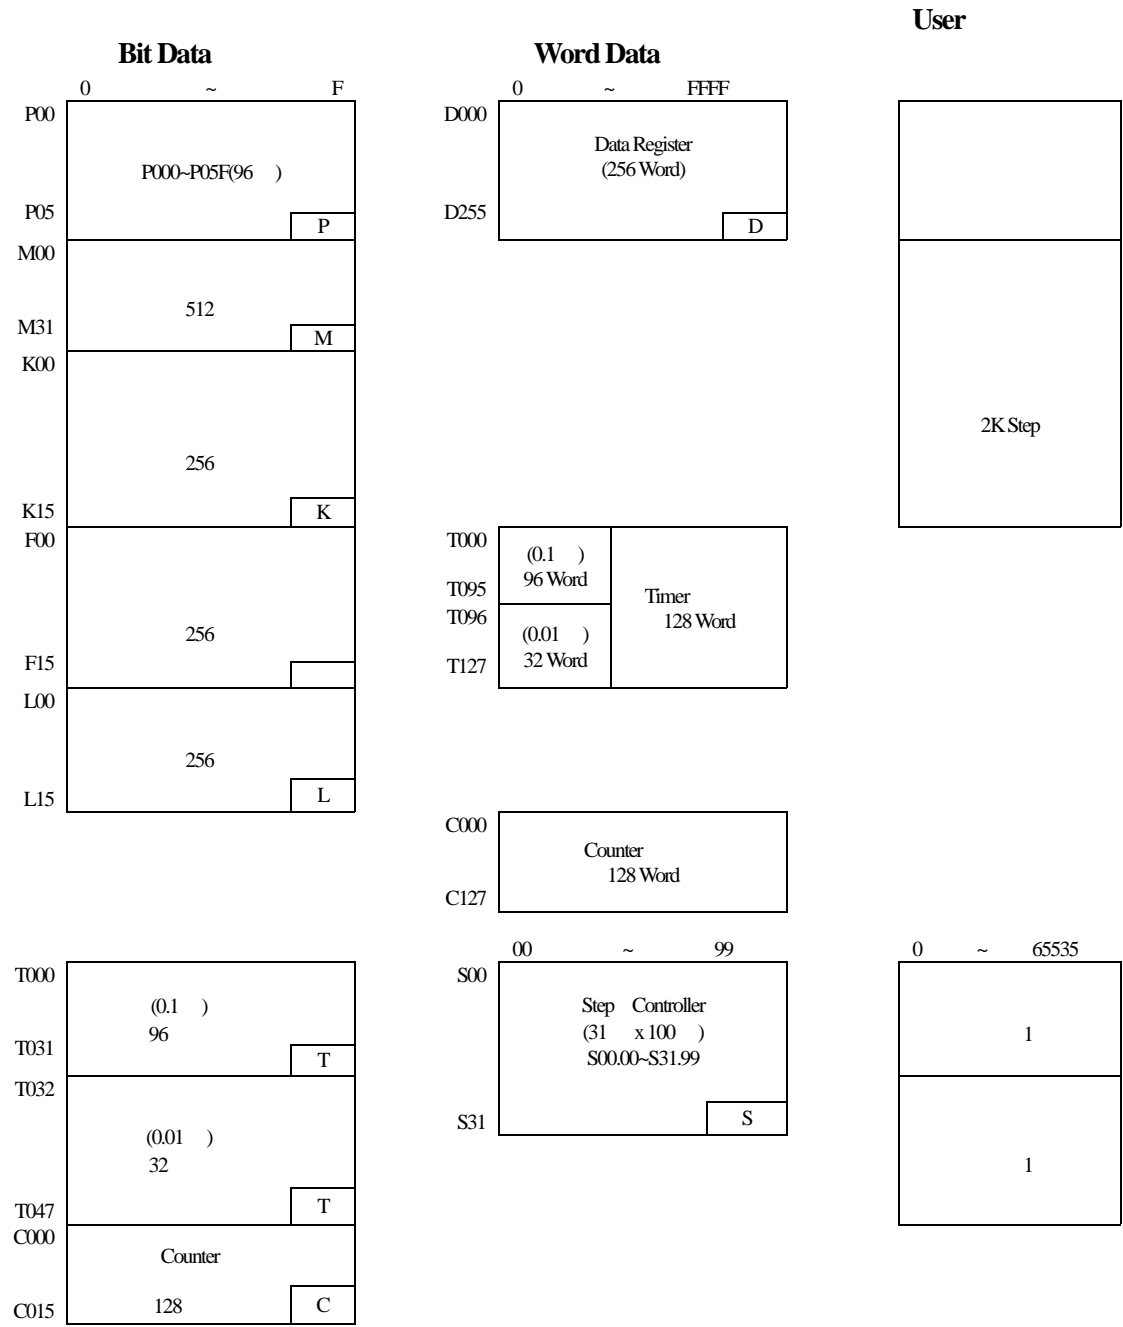 User
Bit Data
Word Data
0 ~ F
P00
P000~P05F(96 )
P05
P
M00
512
M31
M
K00
256
K15
K
F00
256
F15
L00
256
L15
L
0 ~ FFFF
D000
Data Register
(256 Word)
D255
D
2K Step
T000
(0.1 )
96 Word
T095
T096
(0.01 )
32 Word
T127
Timer
128 Word
C000
Counter
128 Word
C127
T000
(0.1 )
96
T031
T
T032
(0.01 )
32
T047
T
C000
Counter
128
C015
C
00 ~ 99
S00
Step Controller
(31 x 100 )
S00.00~S31.99
S31
S
0 ~ 65535
1
1